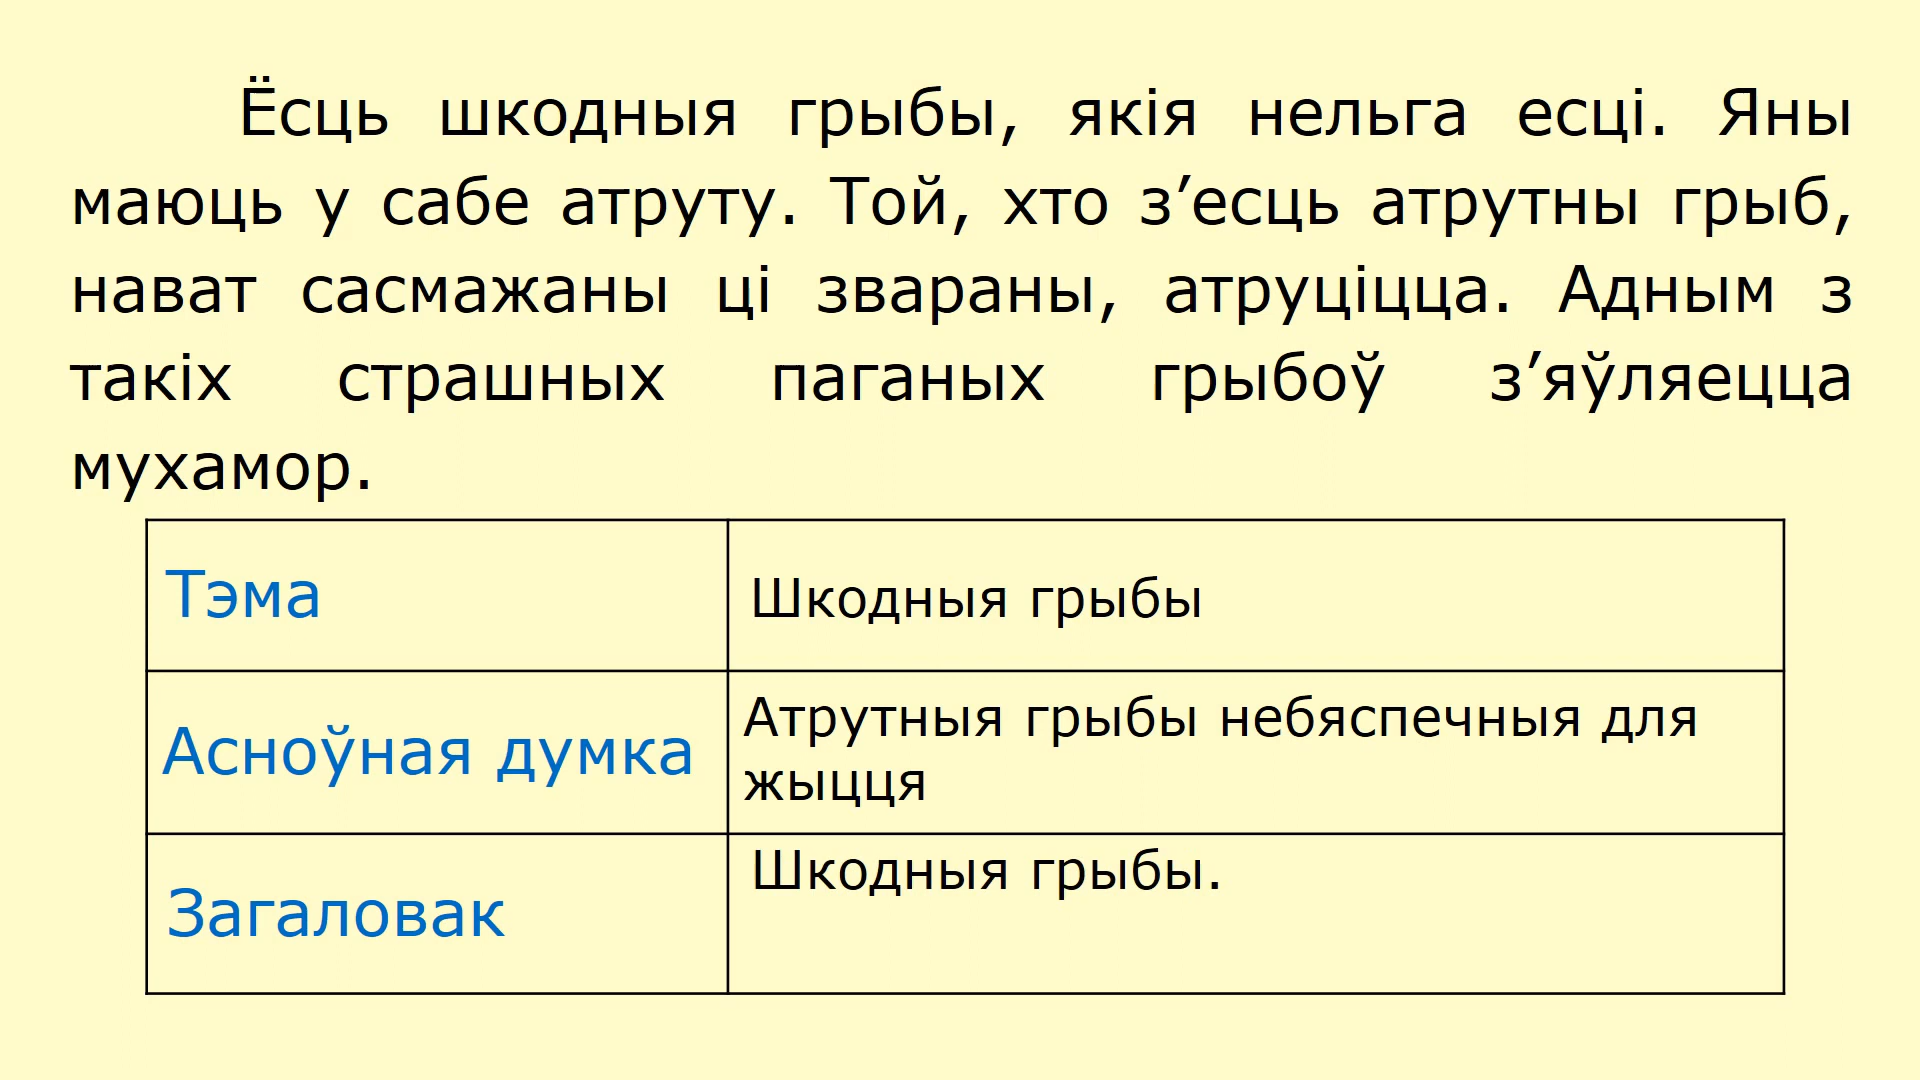 Ёсць шкодныя грыбы, якія нельга есці. Яны
маюць у сабе атруту. Той, хто з’есць атрутны грыб,
нават сасмажаны ці звараны, атруціцца. Адным з
такіх страшных паганых грыбоў з’яўляецца
мухамор.
Тэма
Шкодныя грыбы
Асноўная думка
Атрутныя грыбы небяспечныя для
жыцця
Загаловак
Шкодныя грыбы.